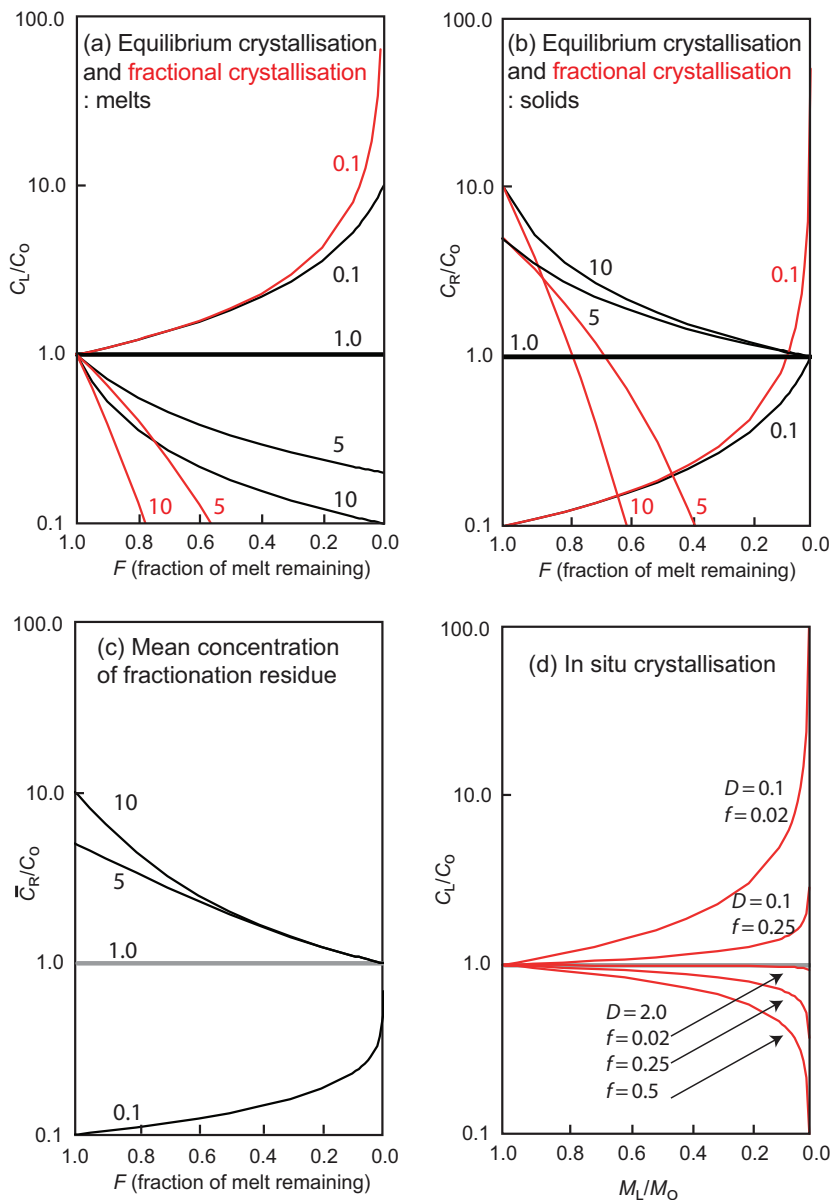 (a) Equilibrium crystallisation
and fractional crystallisation
: melts
100.0
10.0
1.0
0.1
C_L/C_O
0.1
0.1
1.0
5
10
10
5
1.0
0.8
0.6
0.4
0.2
0.0
F (fraction of melt remaining)
(b) Equilibrium crystallisation
and fractional crystallisation
: solids
100.0
10.0
1.0
0.1
C_R/C_O
10
5
1.0
0.1
0.1
10
5
1.0
0.8
0.6
0.4
0.2
0.0
F (fraction of melt remaining)
(c) Mean concentration
of fractionation residue
100.0
10.0
1.0
0.1
C̄_R/C_O
10
5
1.0
0.1
1.0
0.8
0.6
0.4
0.2
0.0
F (fraction of melt remaining)
(d) In situ crystallisation
100.0
10.0
1.0
0.1
C_L/C_O
D=0.1
f=0.02
D=0.1
f=0.25
D=2.0
f=0.02
f=0.25
f=0.5
1.0
0.8
0.6
0.4
0.2
0.0
M_L/M_O